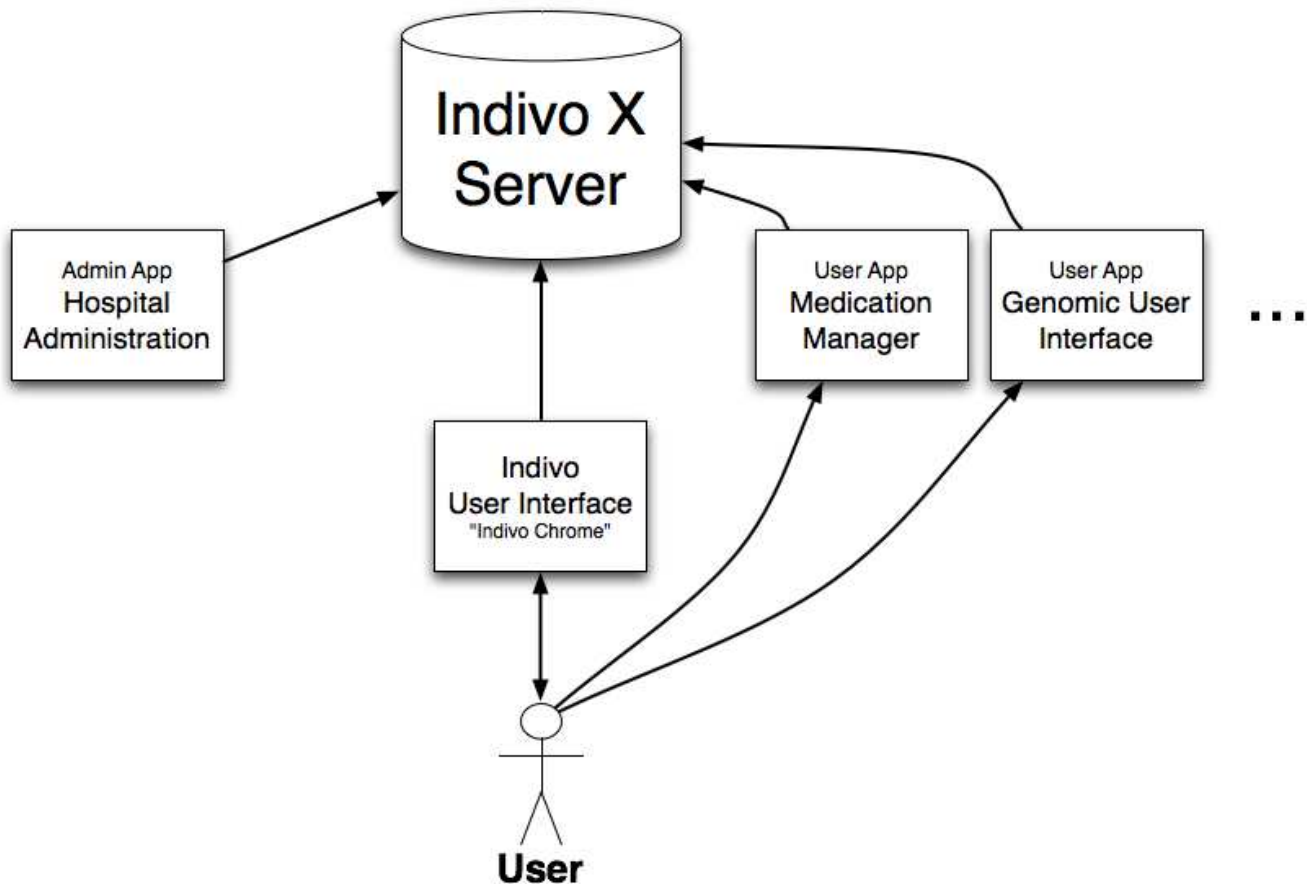 Indivo X
Server
Admin App
Hospital
Administration
User App
Medication
Manager
User App
Genomic User
Interface
...
Indivo
User Interface
"Indivo Chrome"
User